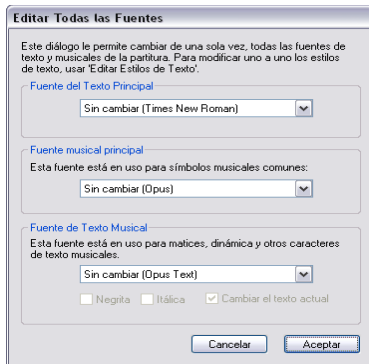 Editar Todas las Fuentes
Este diálogo le permite cambiar de una sola vez, todas las fuentes de
texto y musicales de la partitura. Para modificar uno a uno los estilos
de texto, usar 'Editar Estilos de Texto'.
Fuente del Texto Principal
Sin cambiar (Times New Roman)
Fuente musical principal
Esta fuente está en uso para símbolos musicales comunes:
Sin cambiar (Opus)
Fuente de Texto Musical
Esta fuente está en uso para matices, dinámica y otros caracteres
de texto musicales.
Sin cambiar (Opus Text)
Negrita Itálica Cambiar el texto actual
Cancelar Aceptar